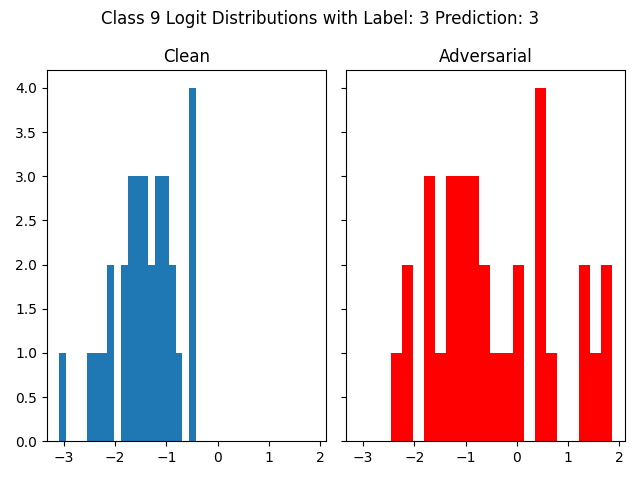 Class 9 Logit Distributions with Label: 3 Prediction: 3
Clean
Adversarial
4.0
3.5
3.0
2.5
2.0
1.5
1.0
0.5
0.0
−3 −2 −1 0 1 2
−3 −2 −1 0 1 2